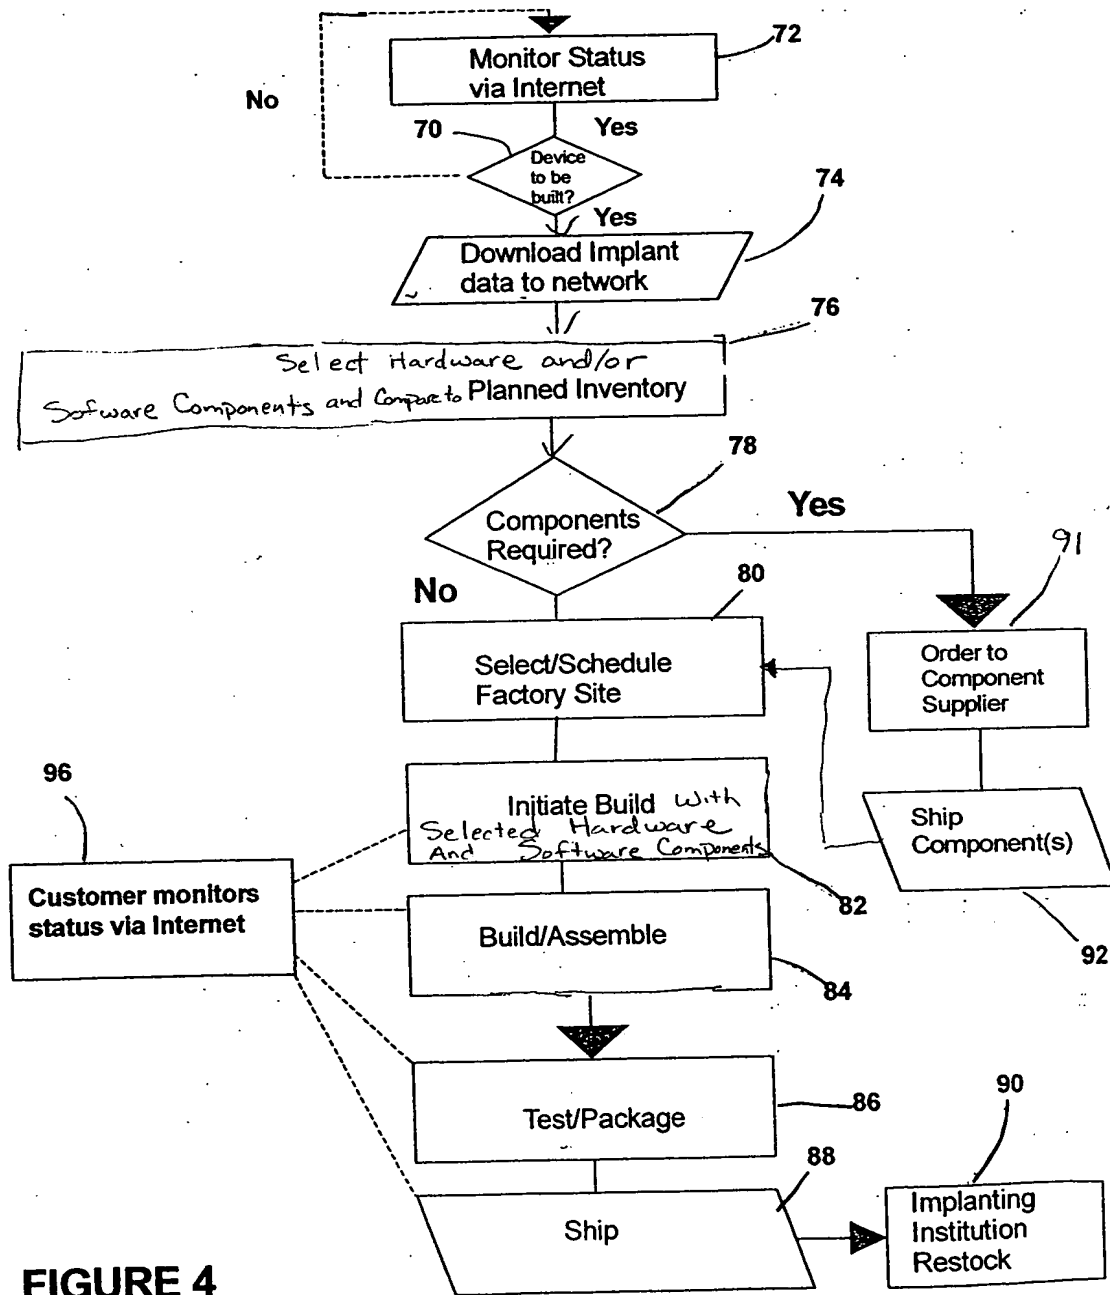 72
Monitor Status
via Internet
No
70
Yes
Device
to be
built?
74
Yes
Download Implant
data to network
76
Select Hardware and/or
Sofware Components and Compare to Planned Inventory
78
Components
Required?
Yes
No
80
91
Select/Schedule
Factory Site
Order to
Component
Supplier
96
Initiate Build with
Selected Hardware
And Software Components
Ship
Component(s)
Customer monitors
status via Internet
82
Build/Assemble
92
84
90
Test/Package
86
88
Ship
Implanting
Institution
Restock
FIGURE 4